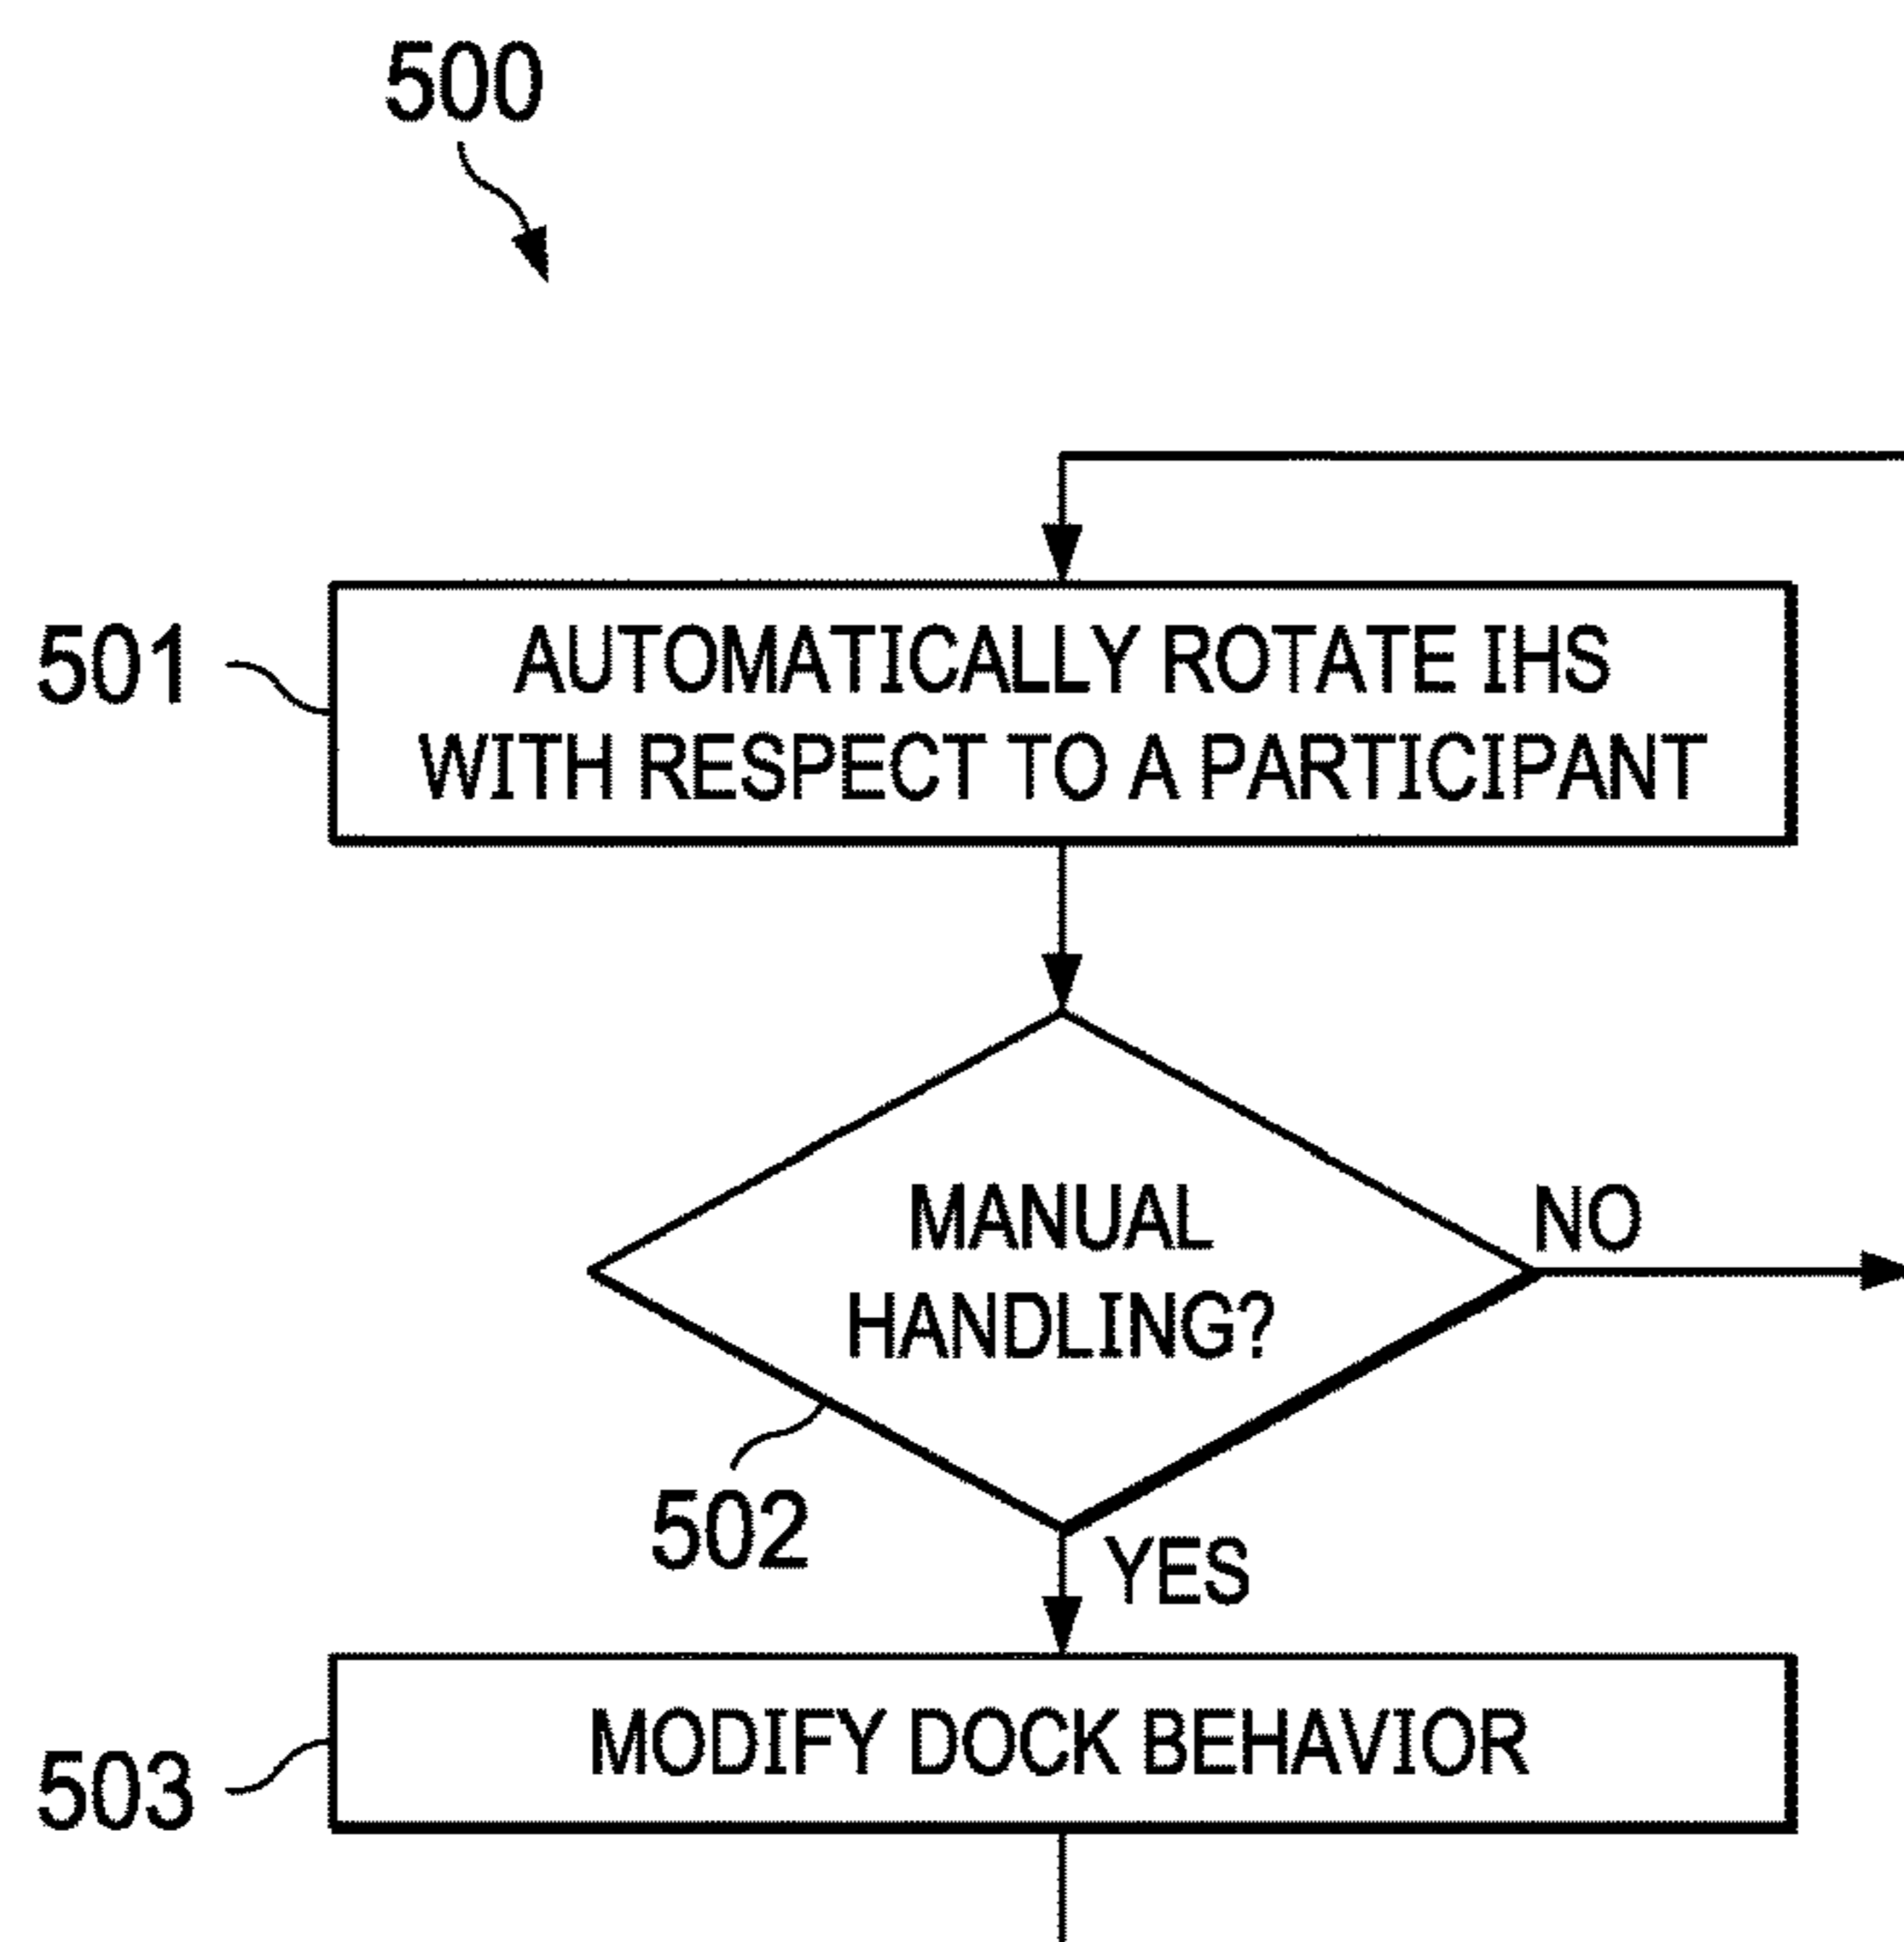 500
501
AUTOMATICALLY ROTATE IHS
WITH RESPECT TO A PARTICIPANT
MANUAL
HANDLING?
NO
502
YES
503
MODIFY DOCK BEHAVIOR